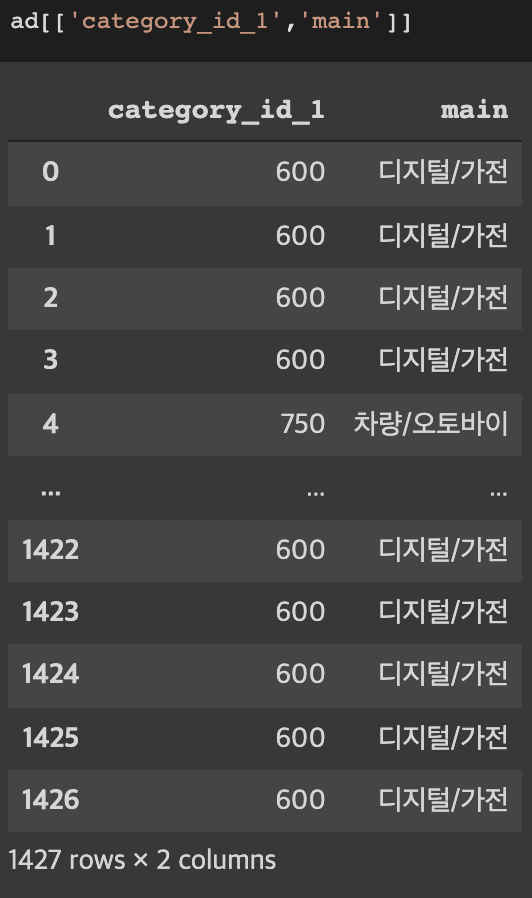 ad[['category_id_1','main']]
category_id_1 main
0 600 디지털/가전
1 600 디지털/가전
2 600 디지털/가전
3 600 디지털/가전
4 750 차량/오토바이
... ... ...
1422 600 디지털/가전
1423 600 디지털/가전
1424 600 디지털/가전
1425 600 디지털/가전
1426 600 디지털/가전
1427 rows × 2 columns